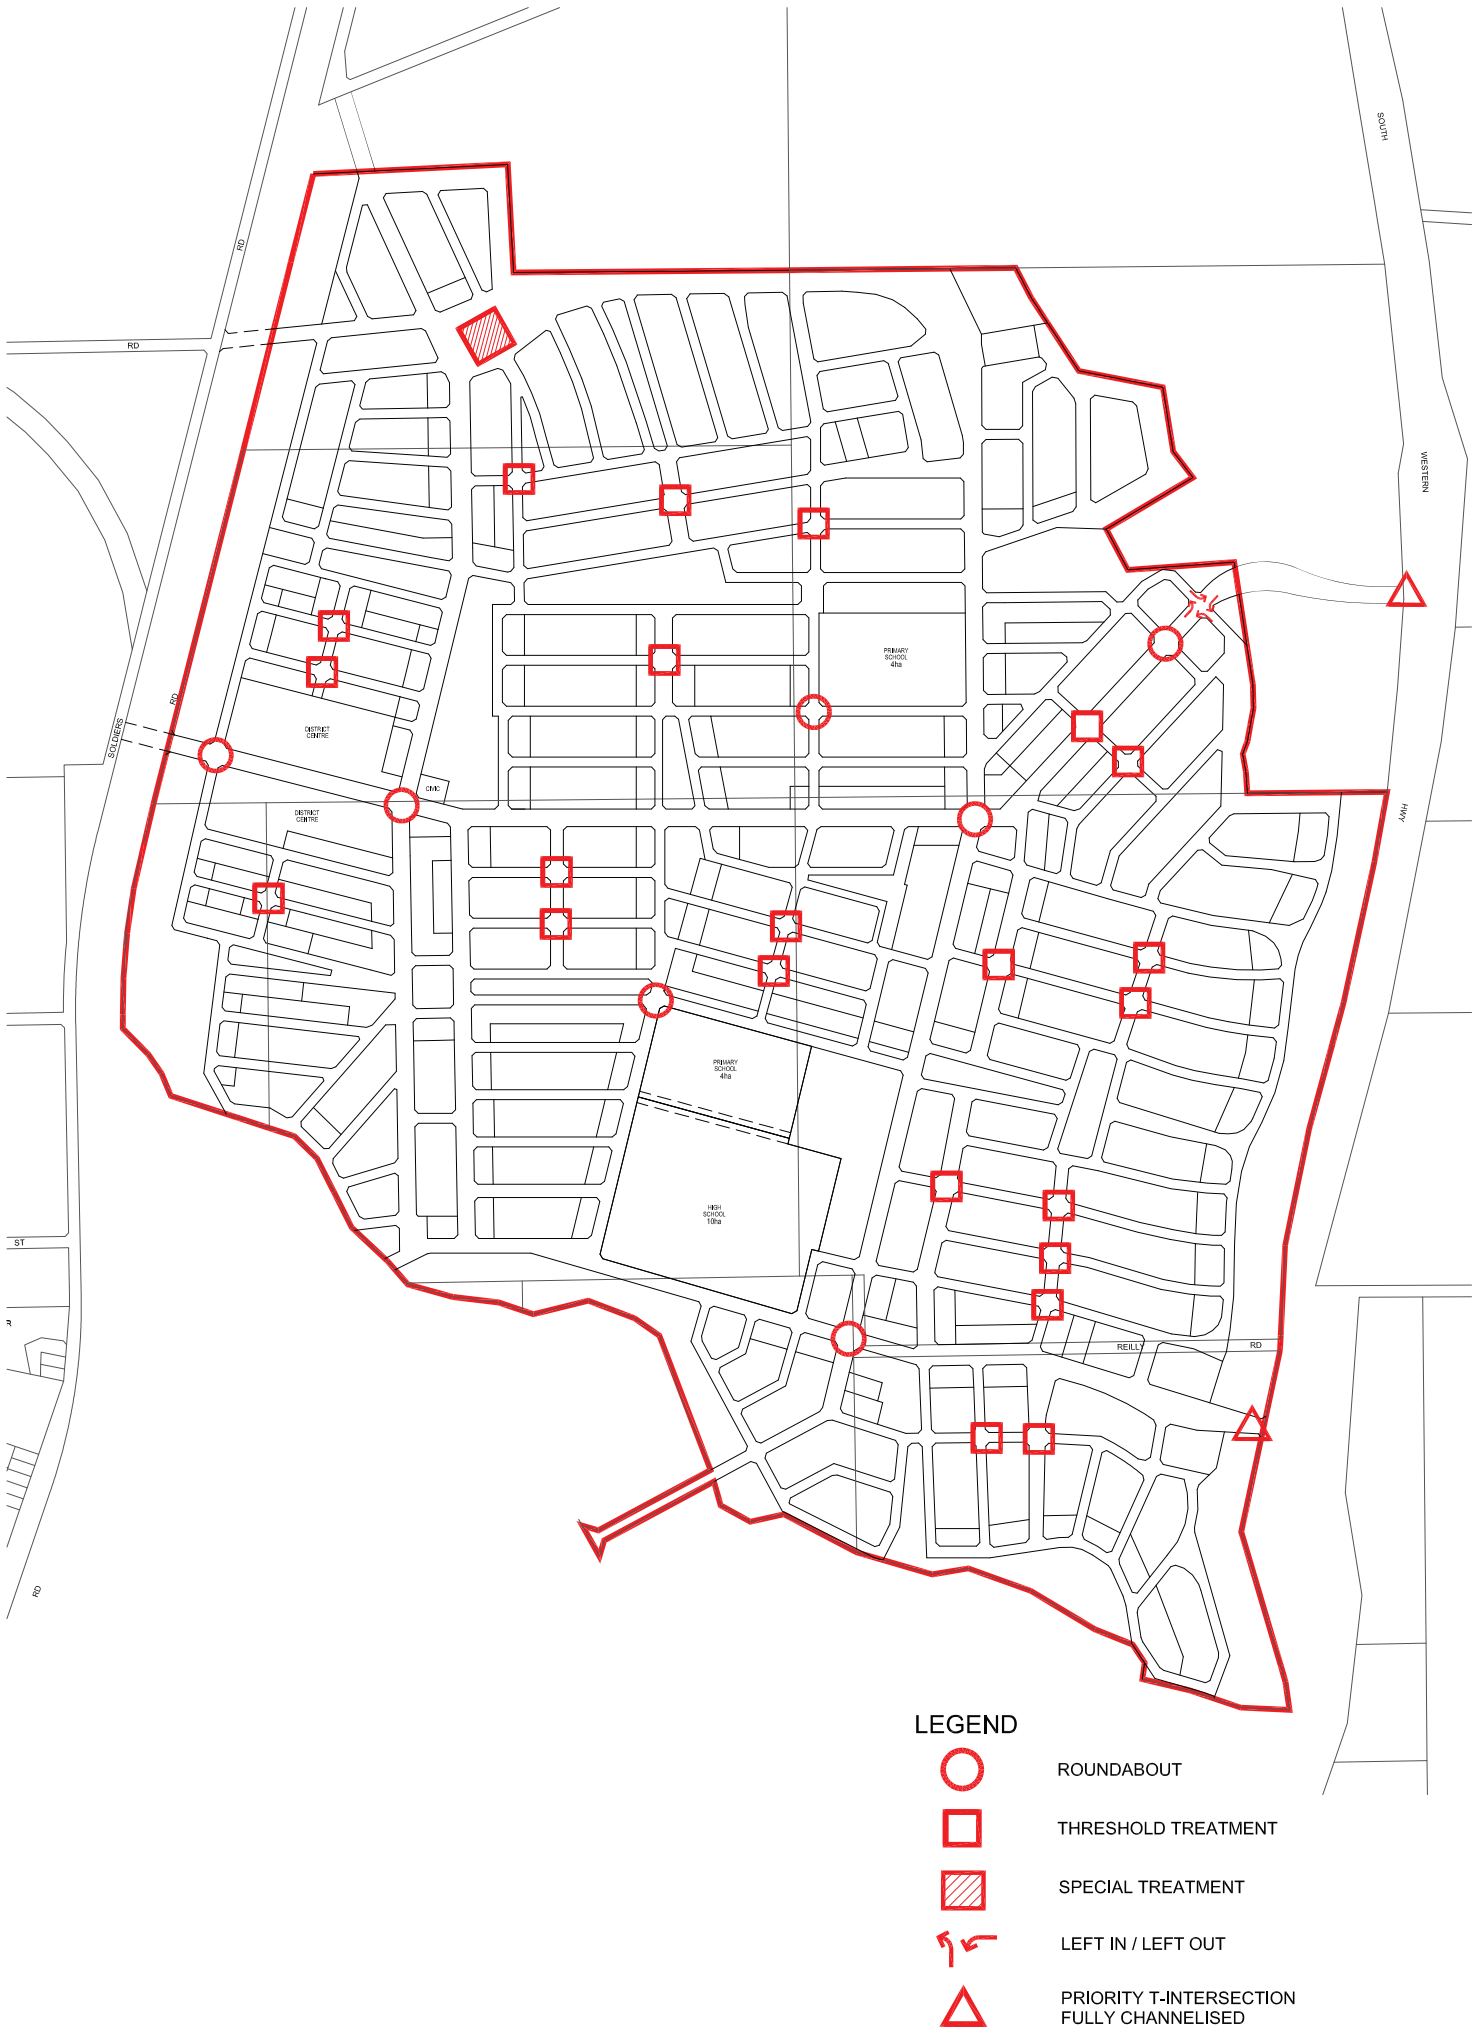 SOUTH
RD
RD
WESTERN
PRIMARY
SCHOOL
4ha
RD
SOLDIERS
DISTRICT
CENTRE
CIVIC
DISTRICT
CENTRE
HWY
PRIMARY
SCHOOL
4ha
HIGH
SCHOOL
10ha
ST
R
REILLY
RD
RD
LEGEND
ROUNDABOUT
THRESHOLD TREATMENT
SPECIAL TREATMENT
LEFT IN / LEFT OUT
PRIORITY T-INTERSECTION
FULLY CHANNELISED